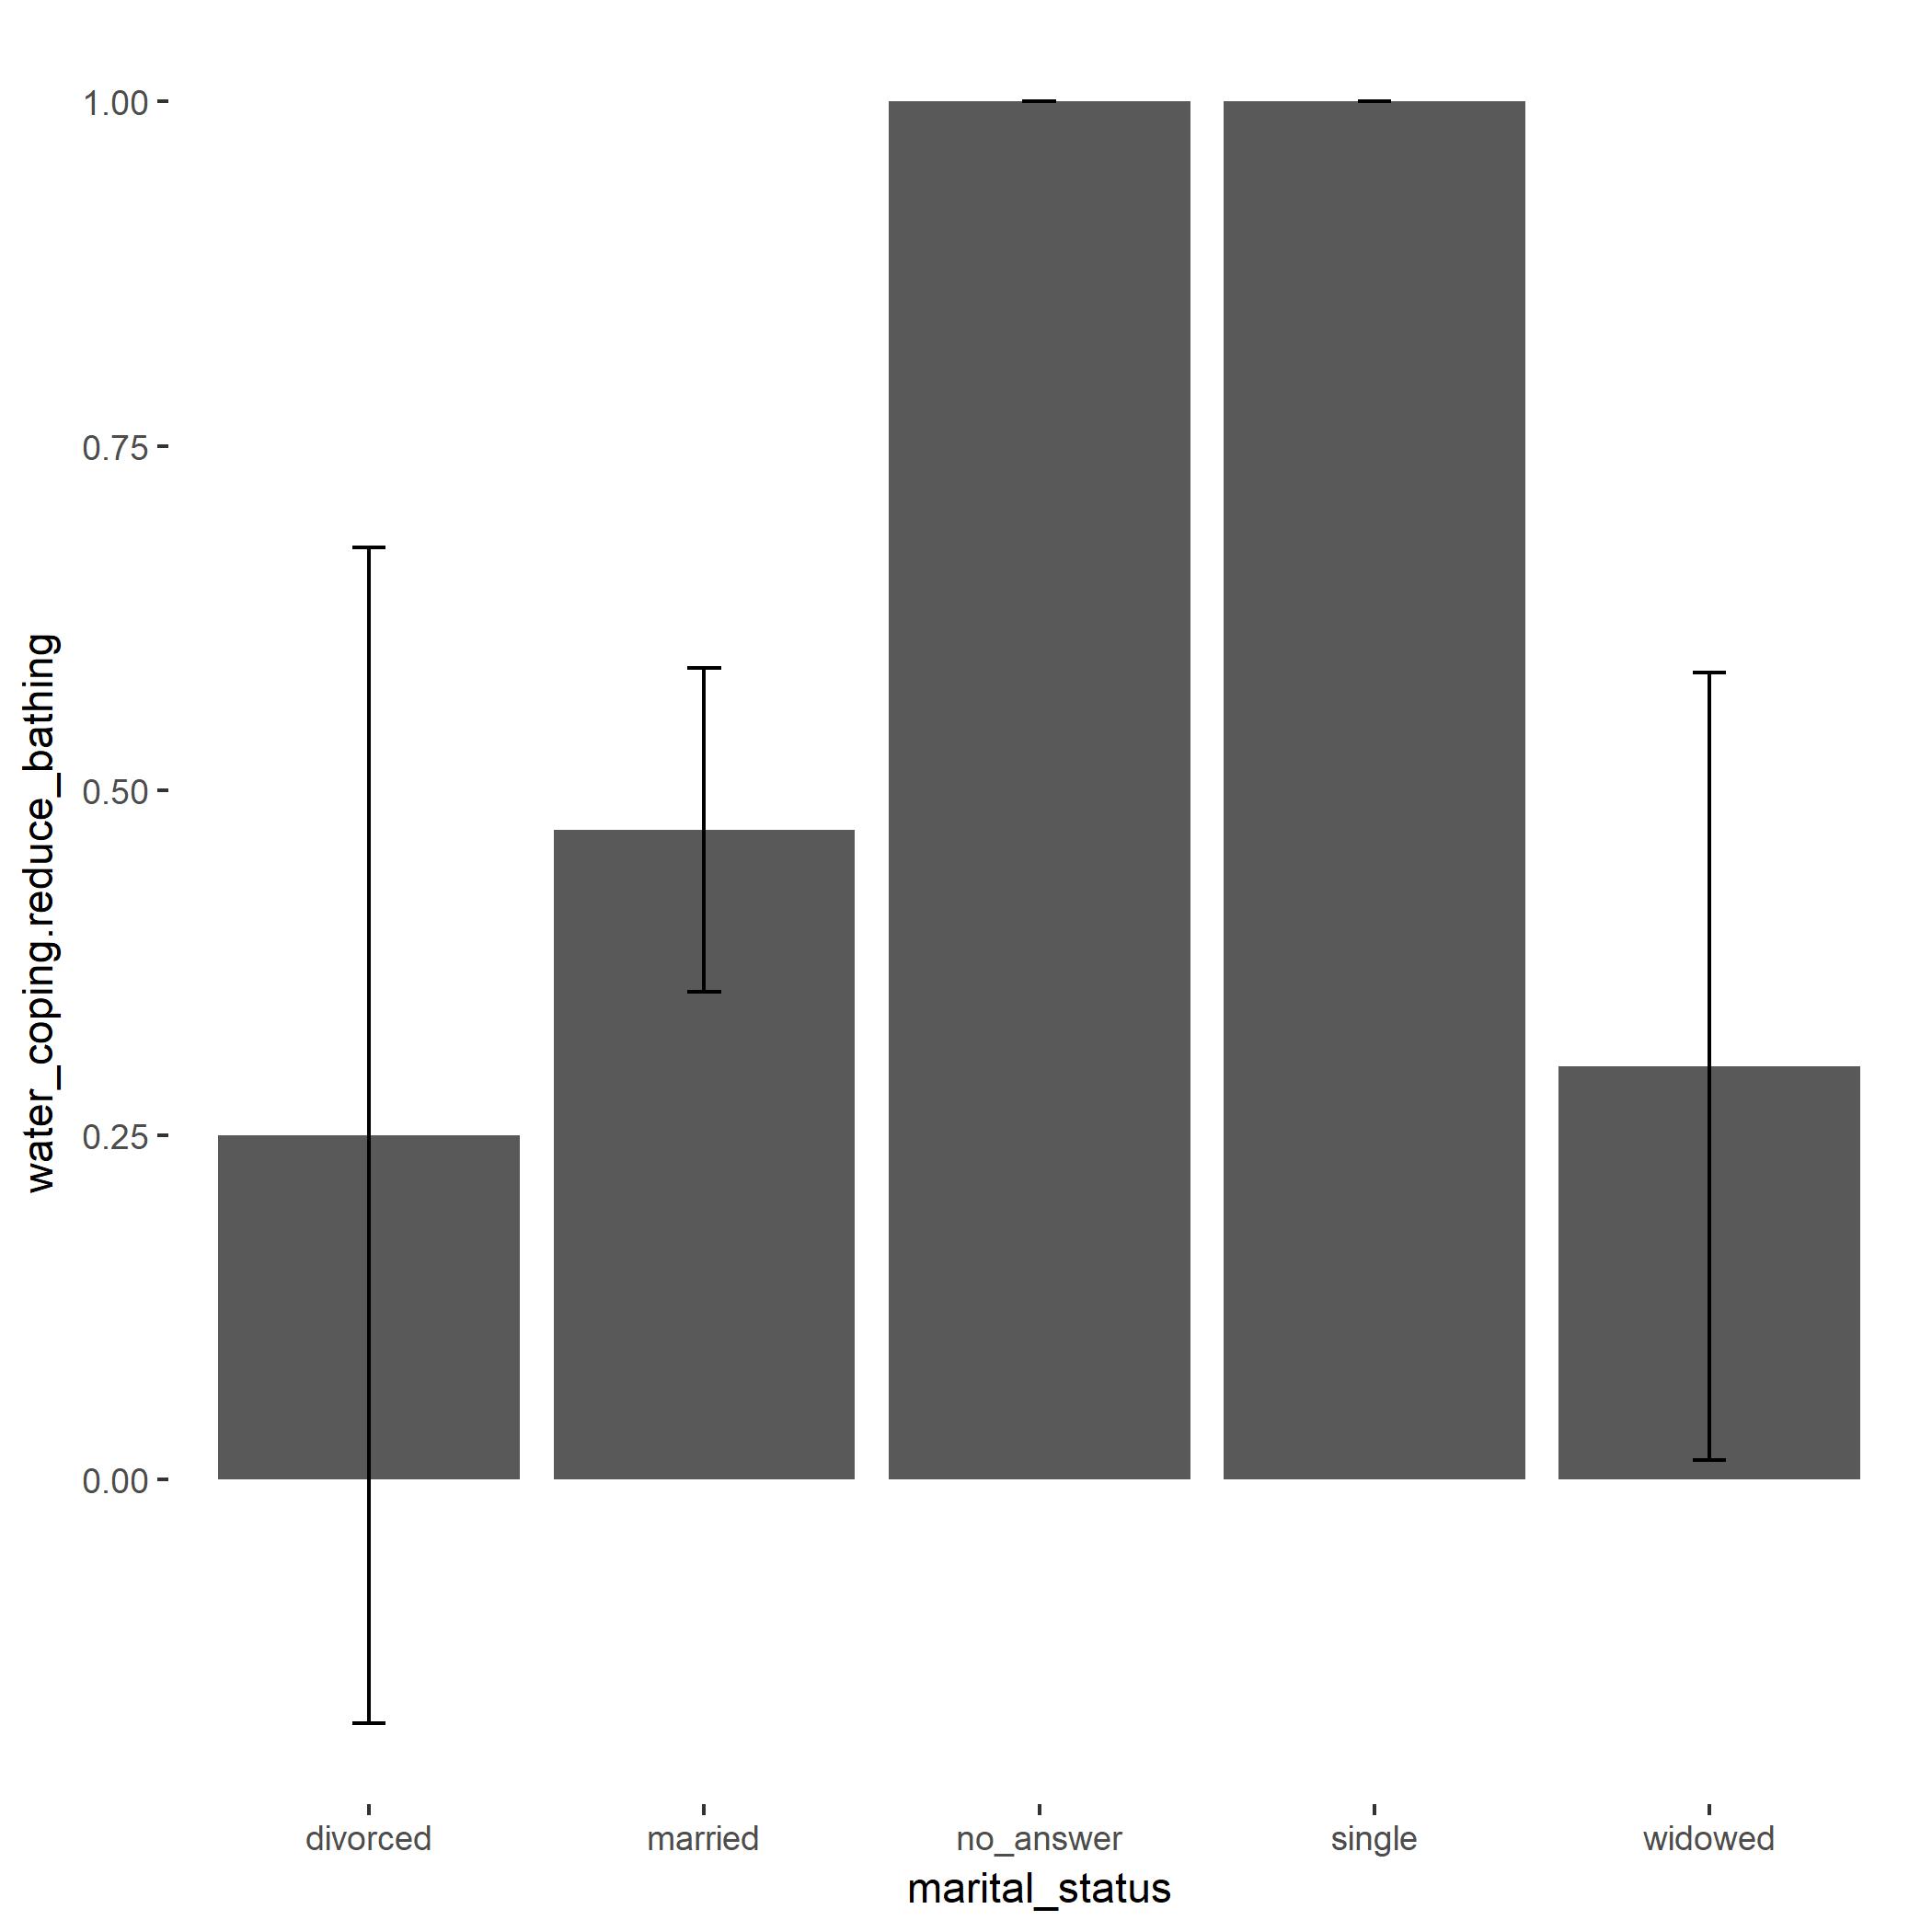 water_coping.reduce_bathing
1.00
0.75
0.50
0.25
0.00
divorced married no_answer single widowed
marital_status